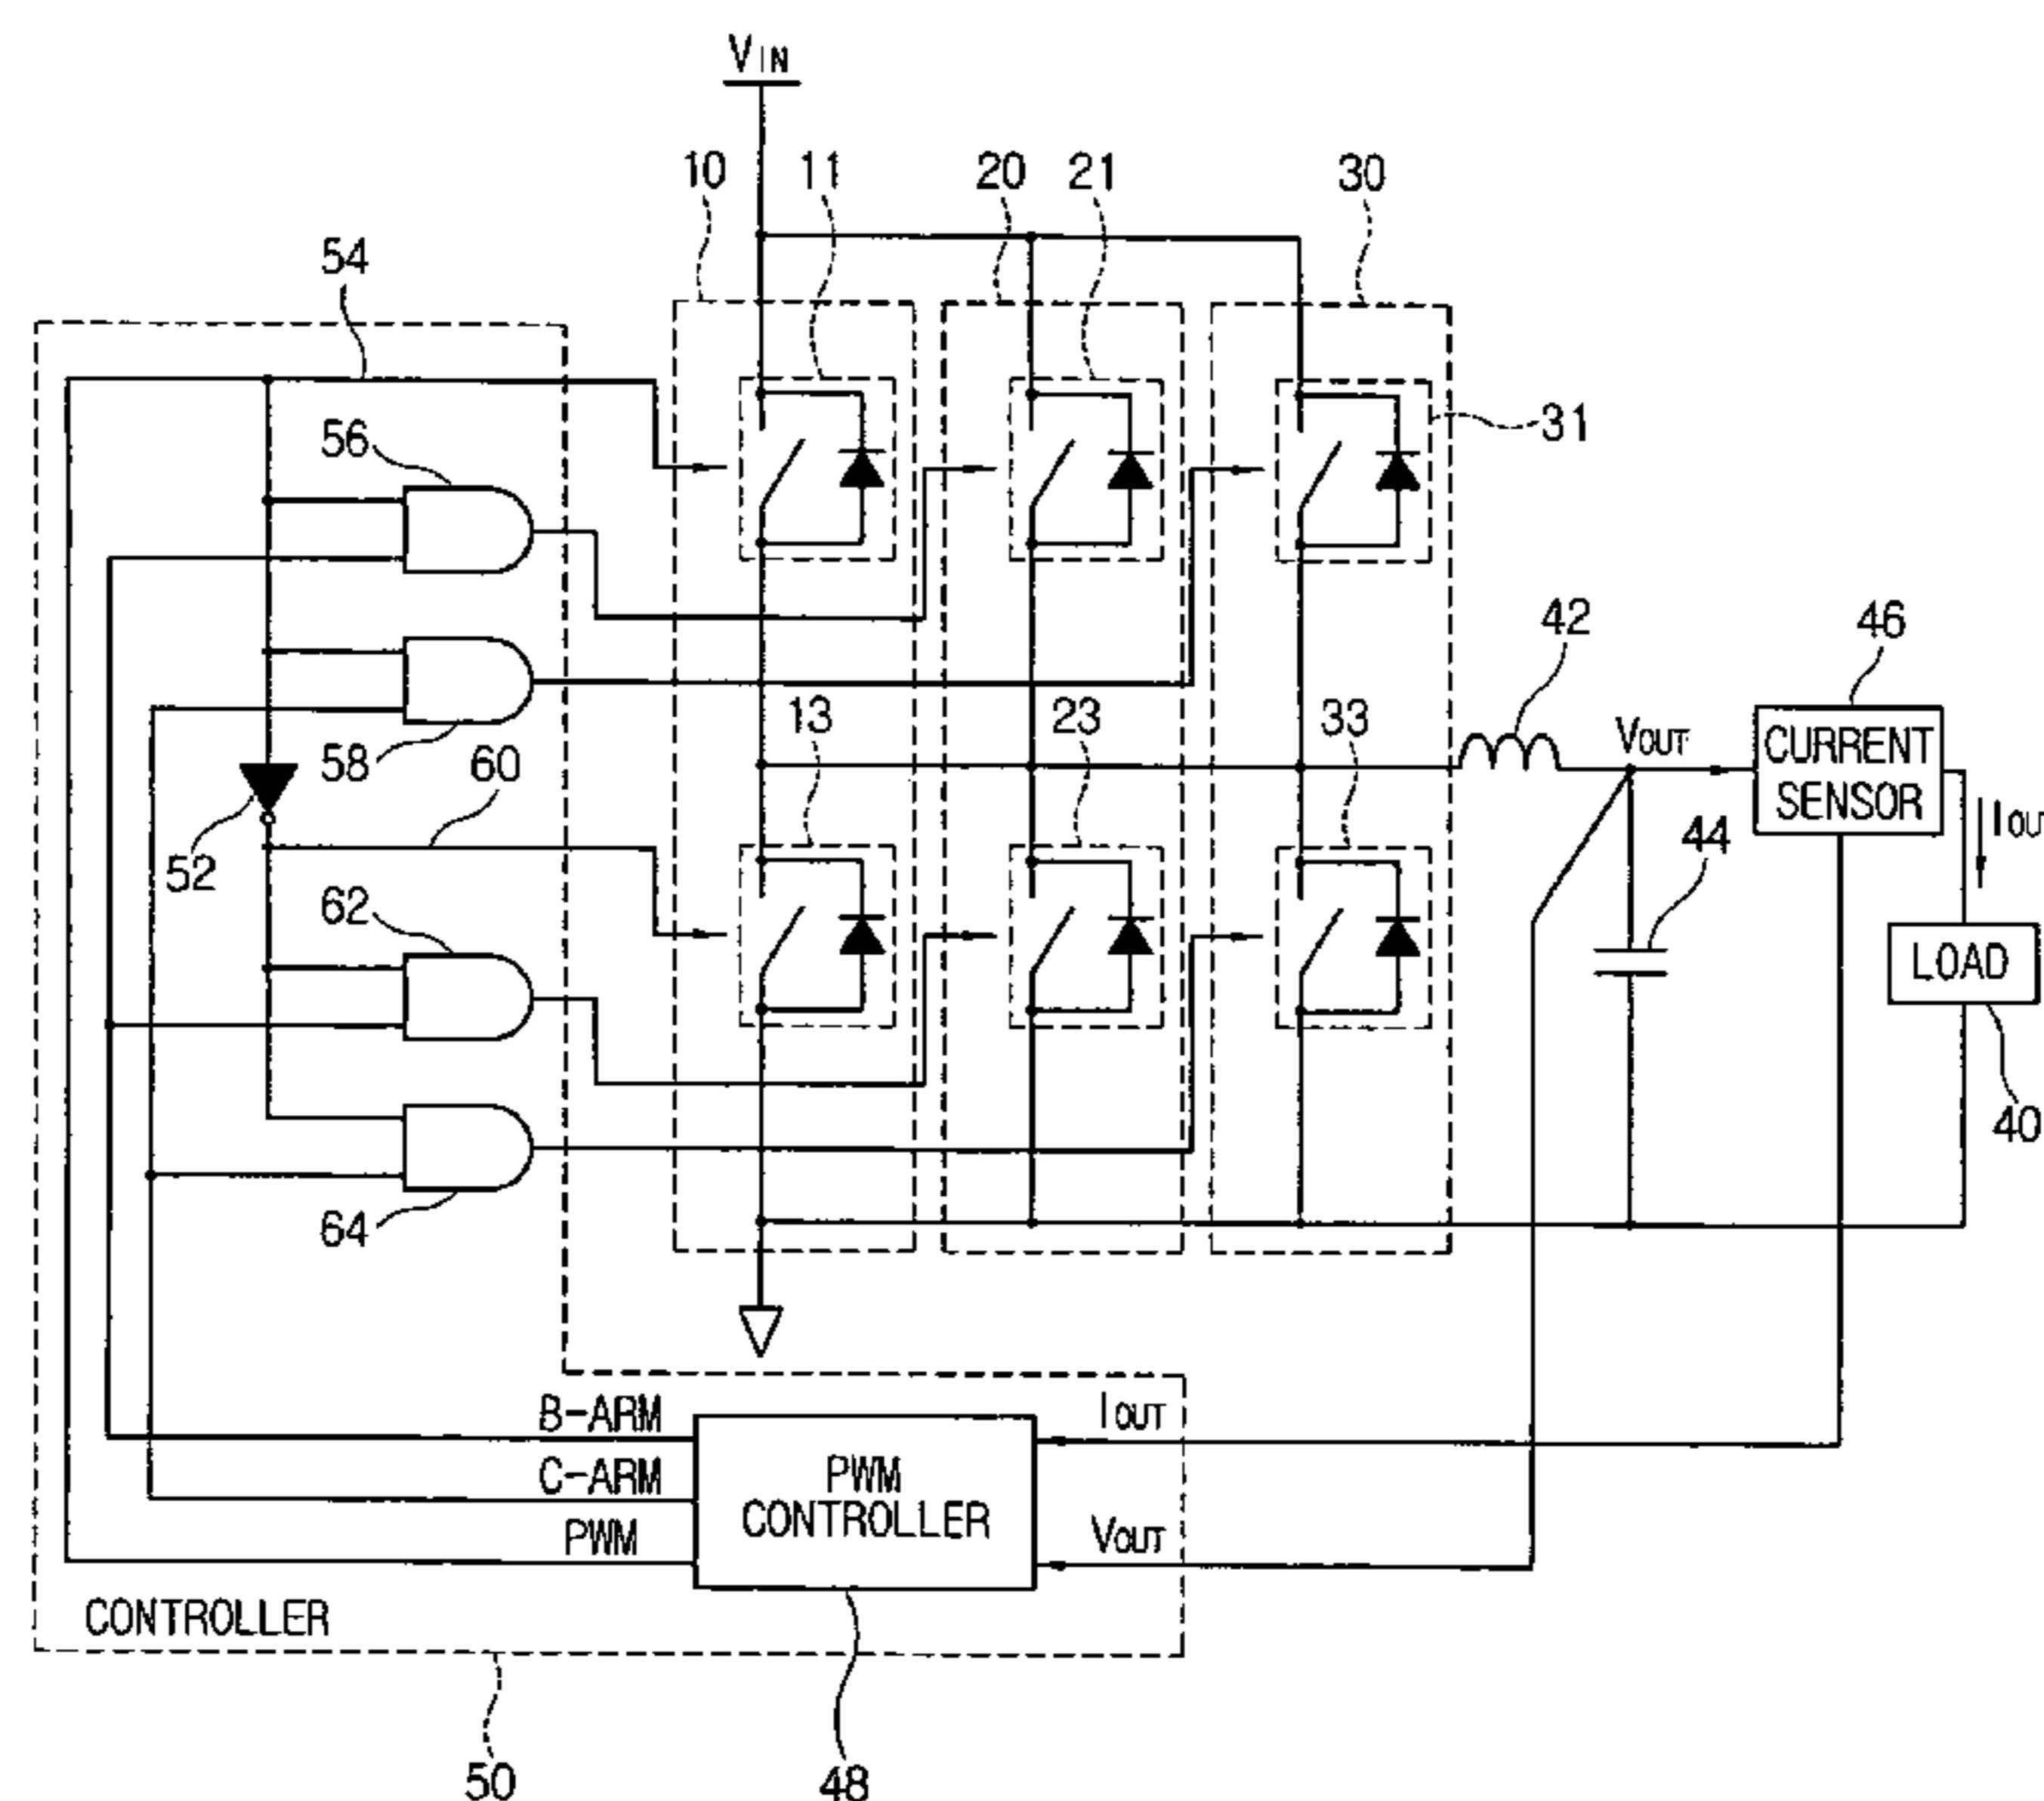 VIN
10
11
20
21
30
54
31
56
42
46
58
60
13
23
33
VOUT
CURRENT
SENSOR
52
44
IOU
62
LOAD
40
64
B-ARM
IOUT
C-ARM
PWM
CONTROLLER
PWM
VOUT
CONTROLLER
50
48